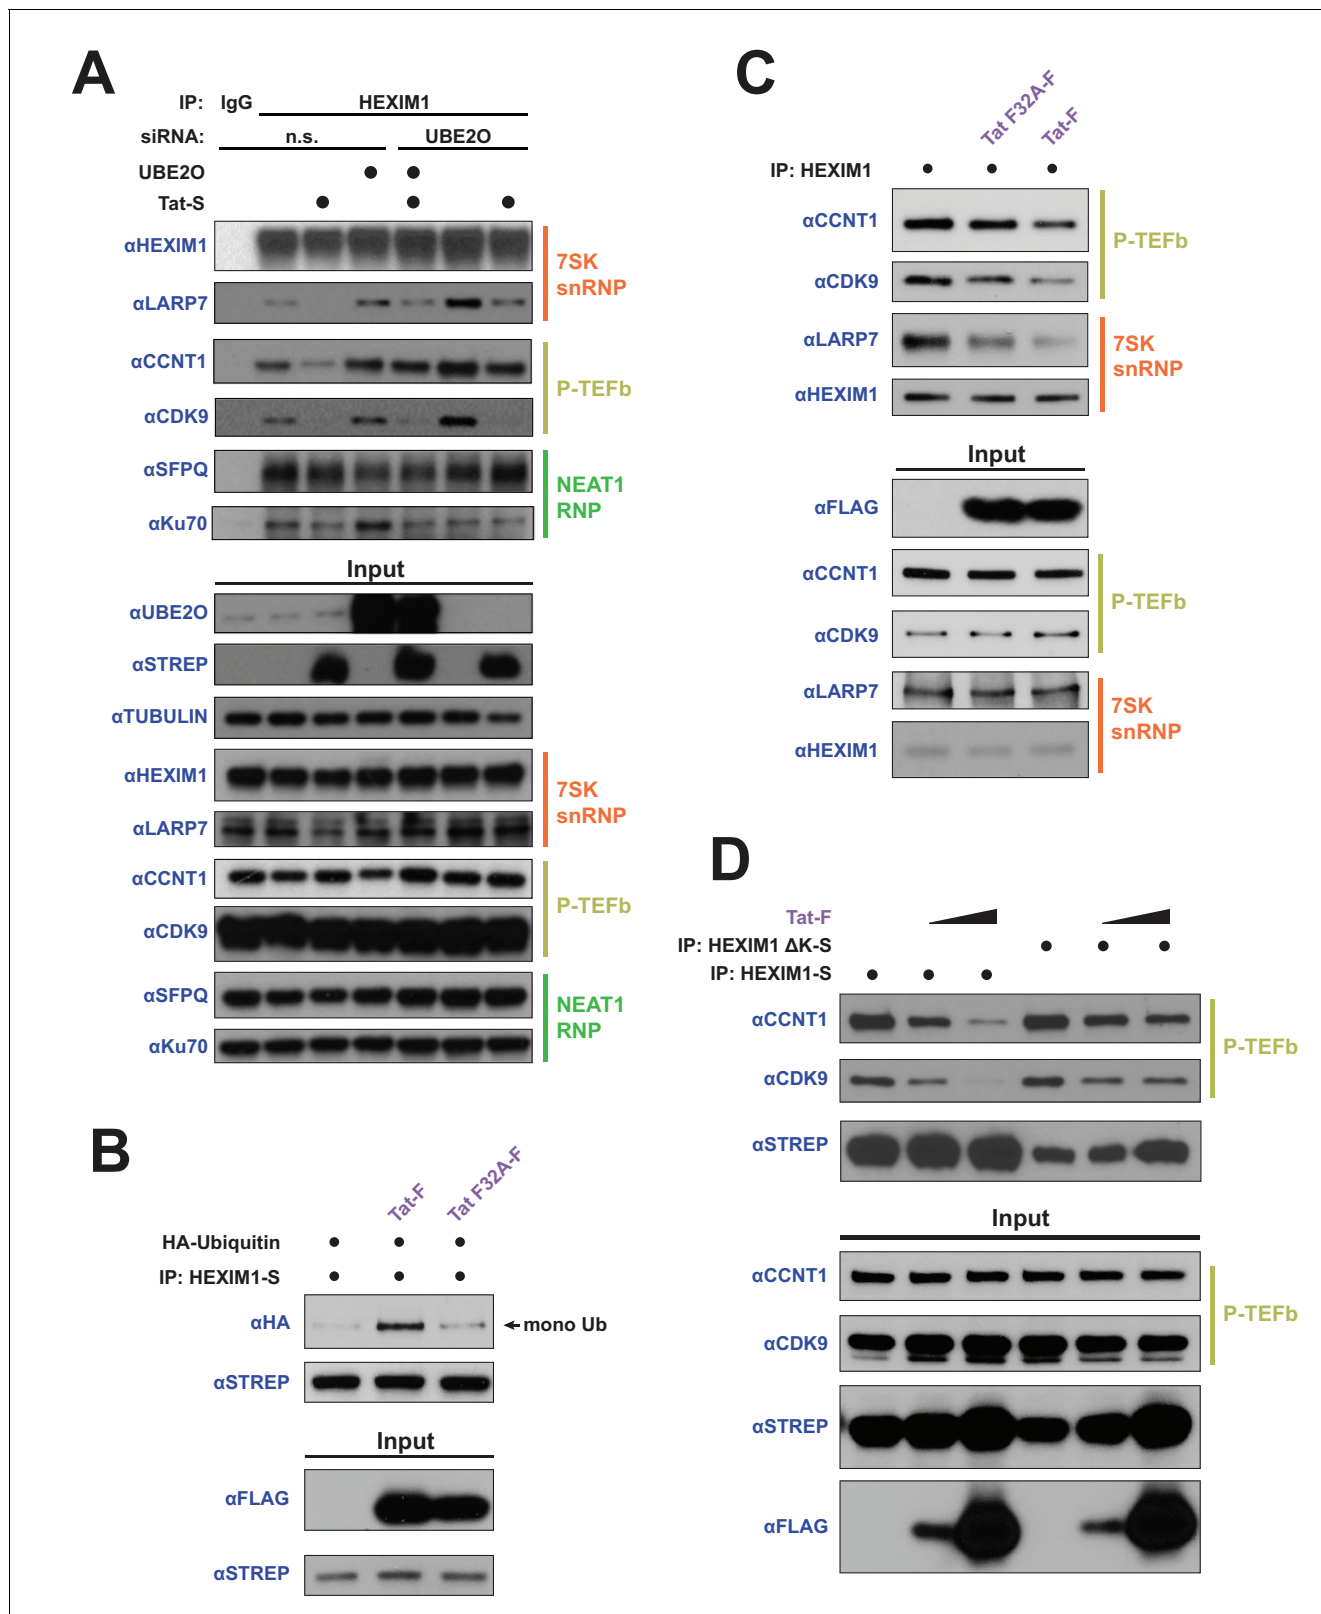 A
IP: IgG HEXIM1
siRNA: n.s. UBE2O
UBE2O
Tat-S
αHEXIM1
αLARP7
7SK
snRNP
αCCNT1
αCDK9
P-TEFb
αSFPQ
αKu70
NEAT1
RNP
Input
αUBE2O
αSTREP
αTUBULIN
αHEXIM1
αLARP7
7SK
snRNP
αCCNT1
αCDK9
P-TEFb
αSFPQ
αKu70
NEAT1
RNP
B
Tat-F
Tat F32A-F
HA-Ubiquitin
IP: HEXIM1-S
αHA
mono Ub
αSTREP
Input
αFLAG
αSTREP
C
Tat F32A-F
Tat-F
IP: HEXIM1
αCCNT1
αCDK9
P-TEFb
αLARP7
αHEXIM1
7SK
snRNP
Input
αFLAG
αCCNT1
αCDK9
P-TEFb
αLARP7
αHEXIM1
7SK
snRNP
D
Tat-F
IP: HEXIM1 ΔK-S
IP: HEXIM1-S
αCCNT1
αCDK9
P-TEFb
αSTREP
Input
αCCNT1
αCDK9
P-TEFb
αSTREP
αFLAG